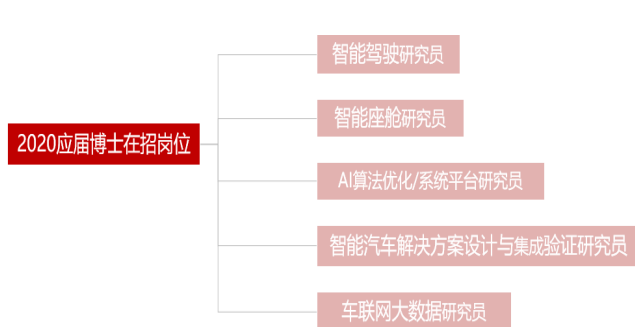 智能驾驶研究员
智能座舱研究员
2020应届博士在招岗位
AI算法优化/系统平台研究员
智能汽车解决方案设计与集成验证研究员
车联网大数据研究员